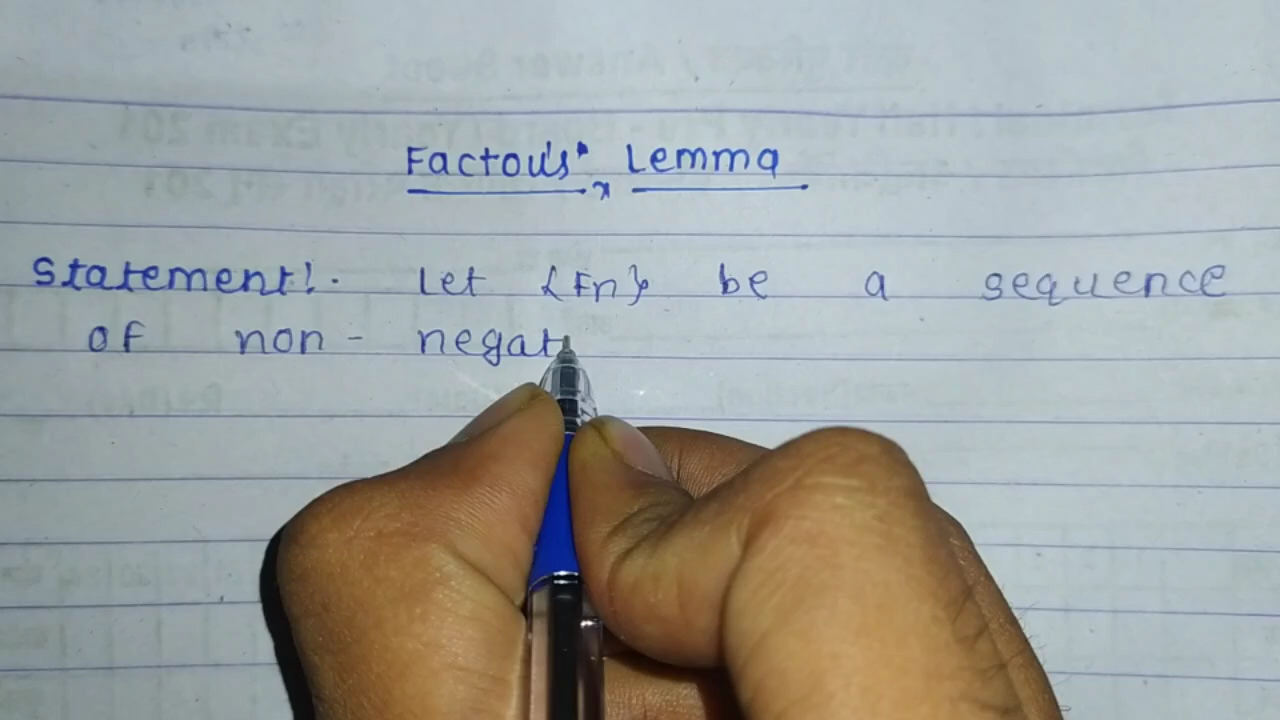 Factou's Lemma
Statement:- Let {Fn} be a sequence
of non - negat